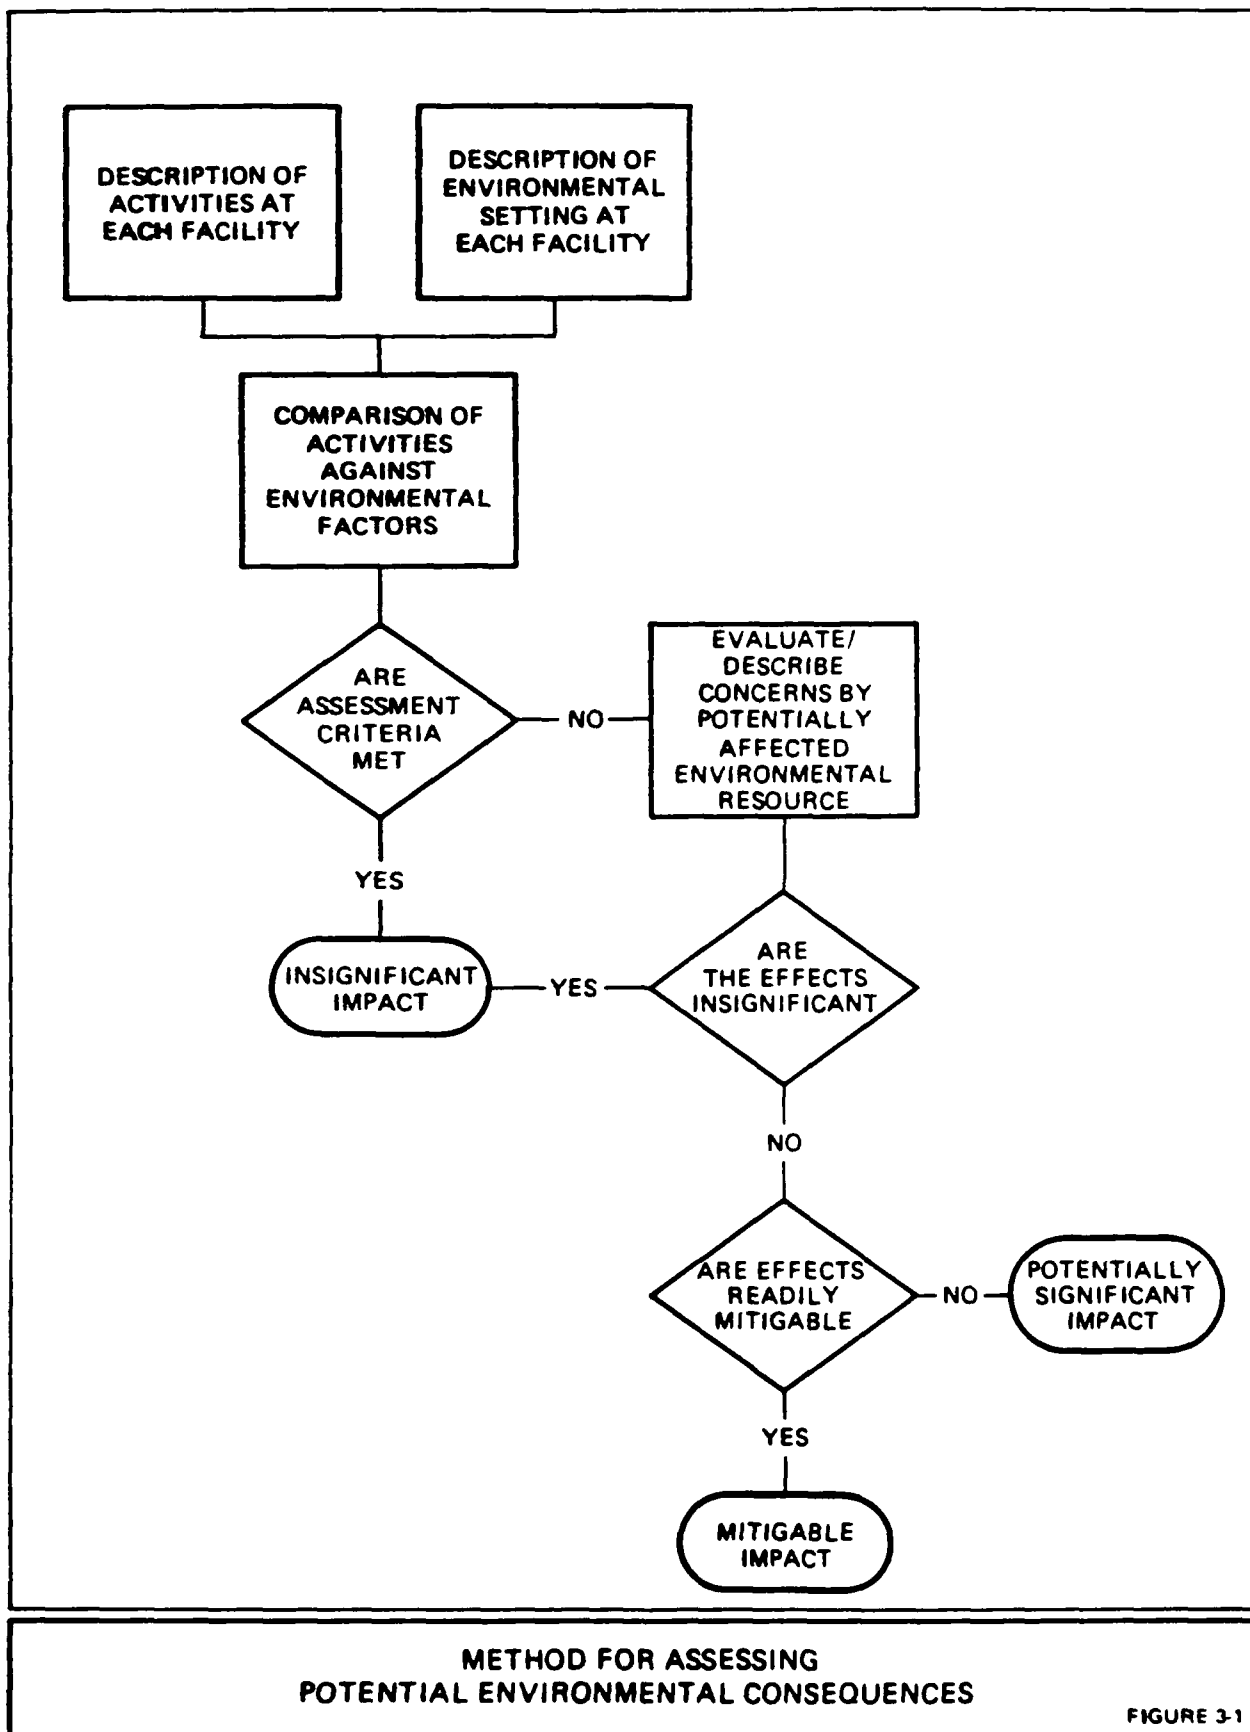 DESCRIPTION OF
ACTIVITIES AT
EACH FACILITY
DESCRIPTION OF
ENVIRONMENTAL
SETTING AT
EACH FACILITY
COMPARISON OF
ACTIVITIES
AGAINST
ENVIRONMENTAL
FACTORS
ARE
ASSESSMENT
CRITERIA
MET
NO
EVALUATE/
DESCRIBE
CONCERNS BY
POTENTIALLY
AFFECTED
ENVIRONMENTAL
RESOURCE
YES
INSIGNIFICANT
IMPACT
YES
ARE
THE EFFECTS
INSIGNIFICANT
NO
ARE EFFECTS
READILY
MITIGABLE
NO
POTENTIALLY
SIGNIFICANT
IMPACT
YES
MITIGABLE
IMPACT
METHOD FOR ASSESSING
POTENTIAL ENVIRONMENTAL CONSEQUENCES
FIGURE 3-1